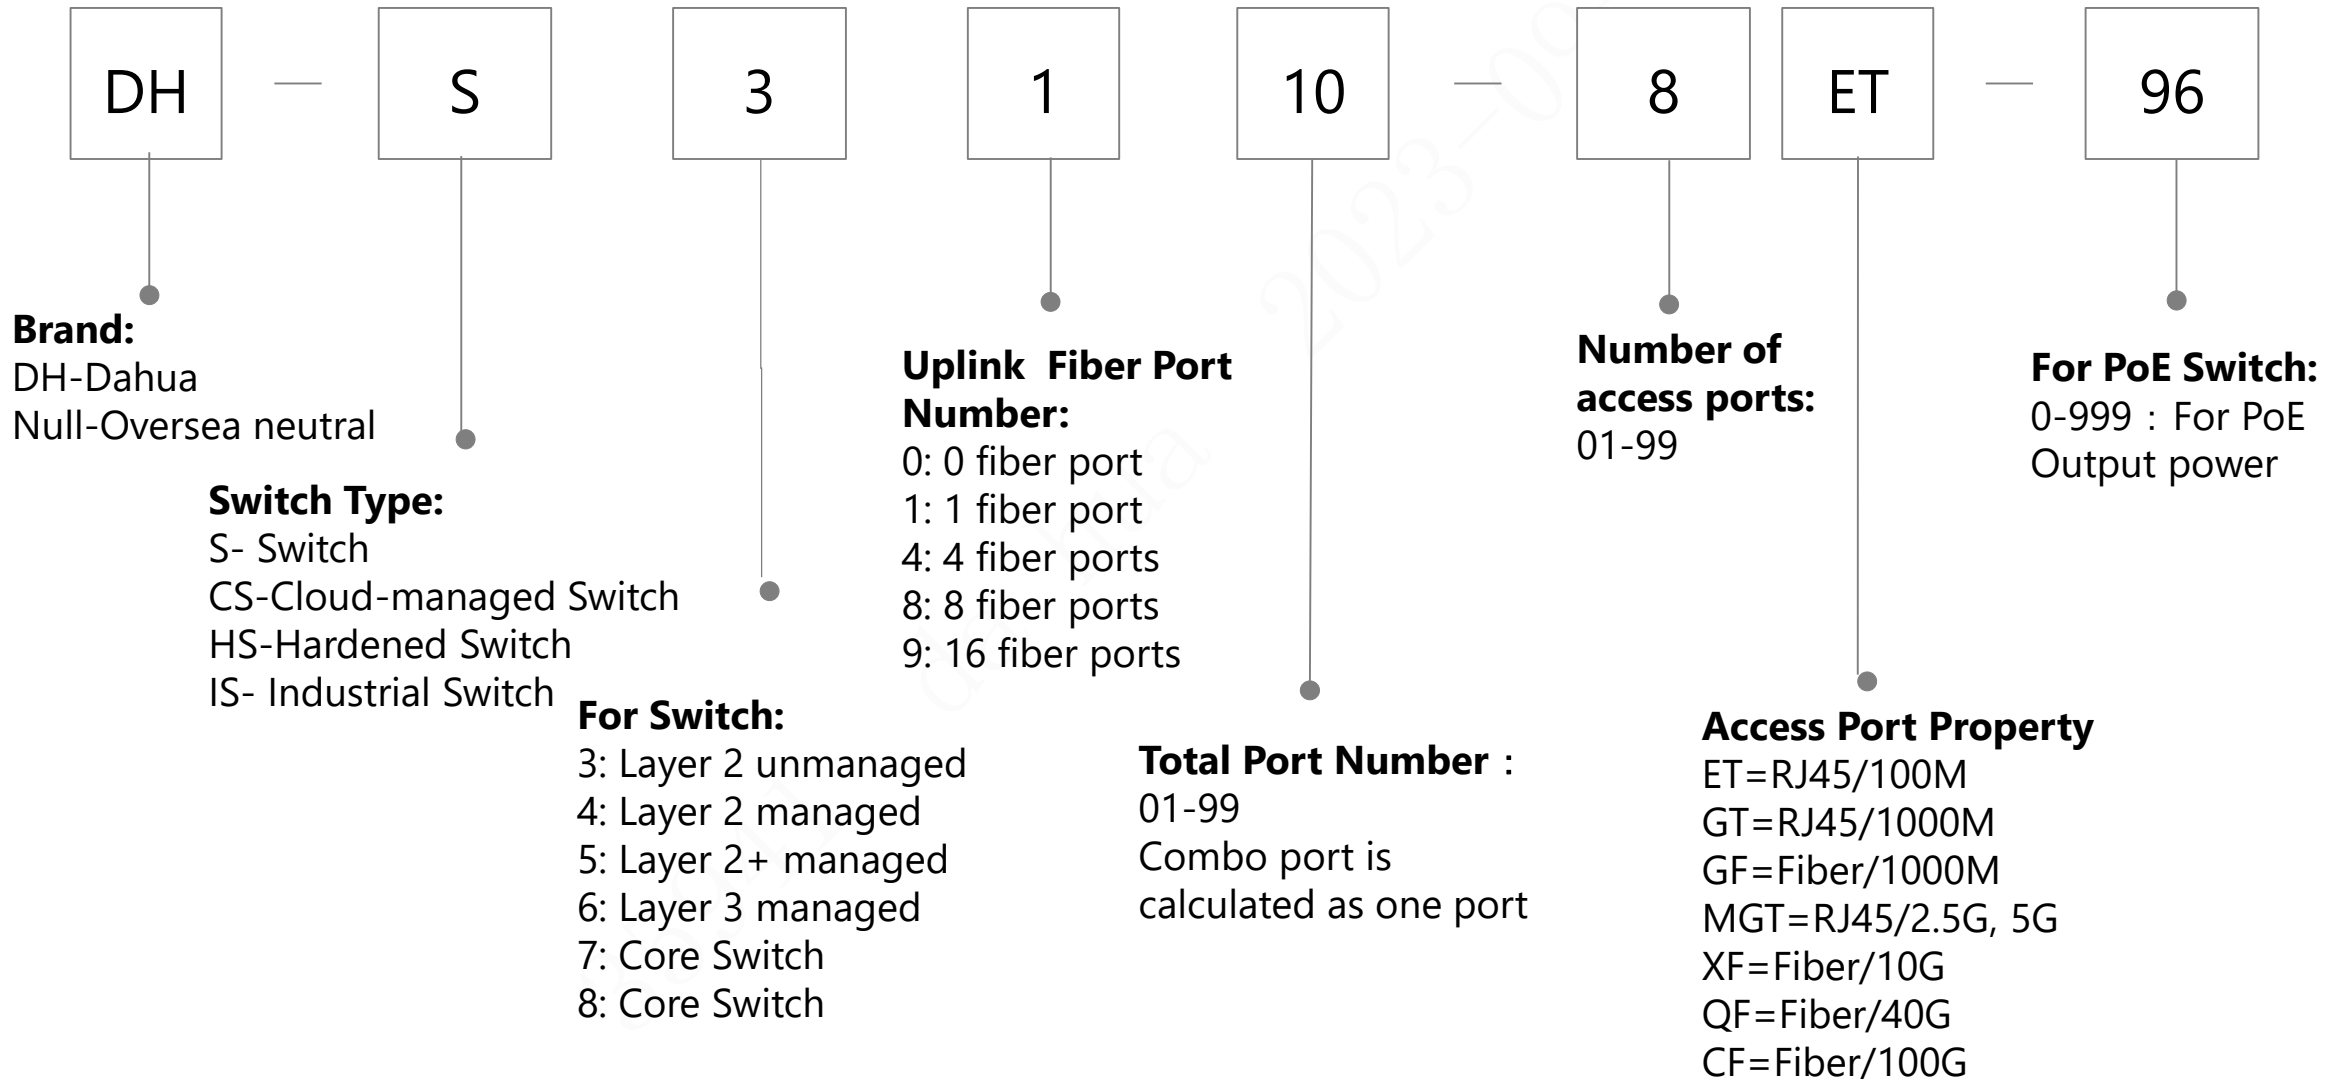 DH — S 3 1 10 — 8 ET — 96
Brand:
DH-Dahua
Null-Oversea neutral
Switch Type:
S- Switch
CS-Cloud-managed Switch
HS-Hardened Switch
IS- Industrial Switch
For Switch:
3: Layer 2 unmanaged
4: Layer 2 managed
5: Layer 2+ managed
6: Layer 3 managed
7: Core Switch
8: Core Switch
Uplink Fiber Port
Number:
0: 0 fiber port
1: 1 fiber port
4: 4 fiber ports
8: 8 fiber ports
9: 16 fiber ports
Total Port Number：
01-99
Combo port is
calculated as one port
Number of
access ports:
01-99
Access Port Property
ET=RJ45/100M
GT=RJ45/1000M
GF=Fiber/1000M
MGT=RJ45/2.5G, 5G
XF=Fiber/10G
QF=Fiber/40G
CF=Fiber/100G
For PoE Switch:
0-999：For PoE
Output power